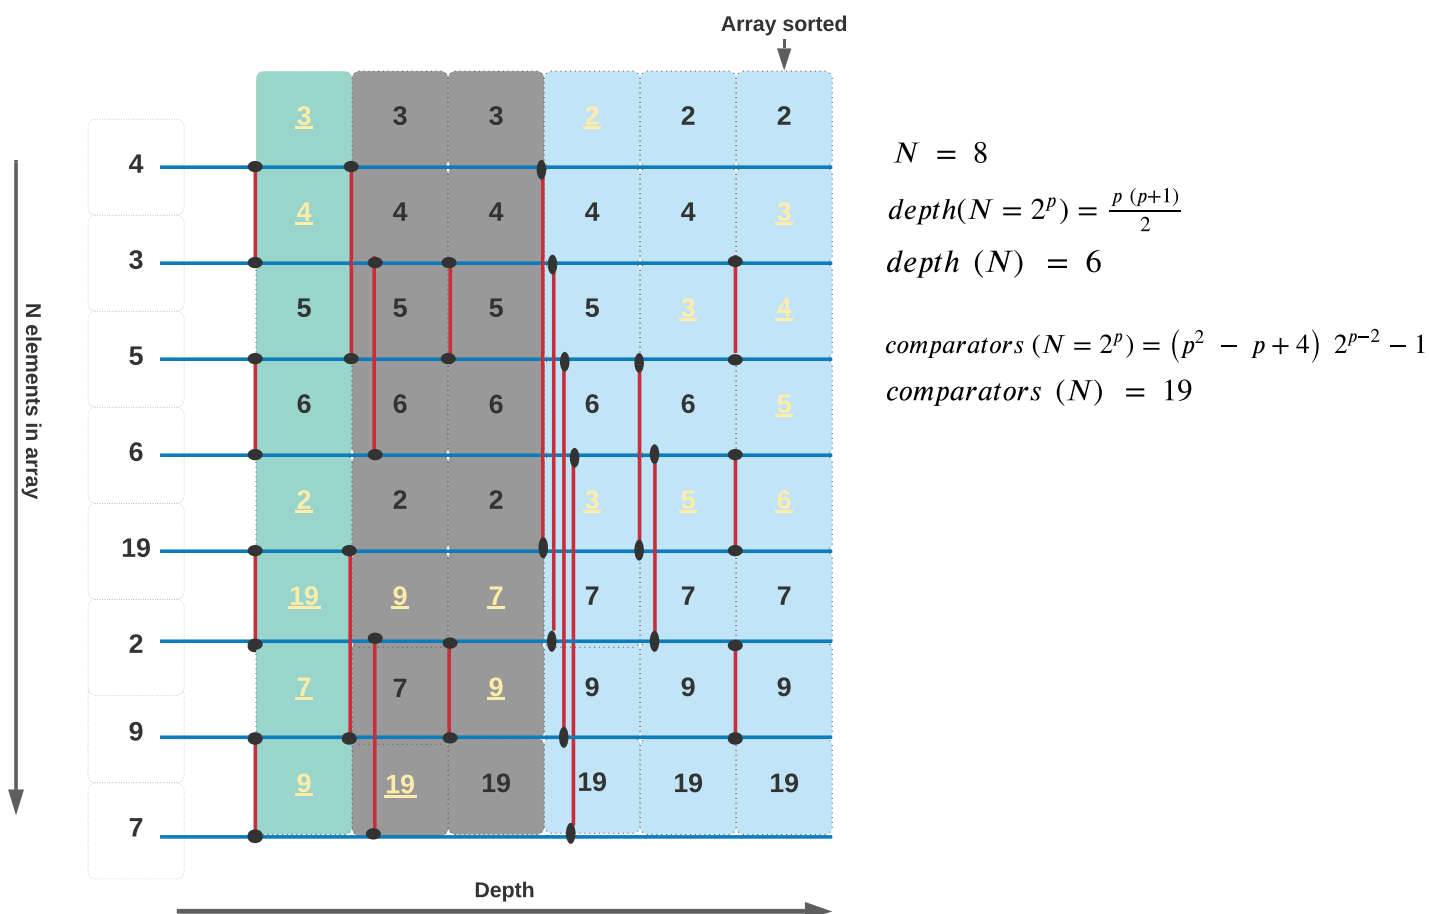 Array sorted
3 3 3 2 2 2
4
4 4 4 4 4 3
3
5 5 5 5 3 4
5
6 6 6 6 6 5
6
2 2 2 3 5 6
19
19 9 7 7 7 7
2
7 7 9 9 9 9
9
9 19 19 19 19 19
7
N elements in array
Depth
N = 8
depth(N = 2^p) = p (p+1) / 2
depth (N) = 6
comparators (N = 2^p) = (p^2 − p + 4) 2^{p−2} − 1
comparators (N) = 19